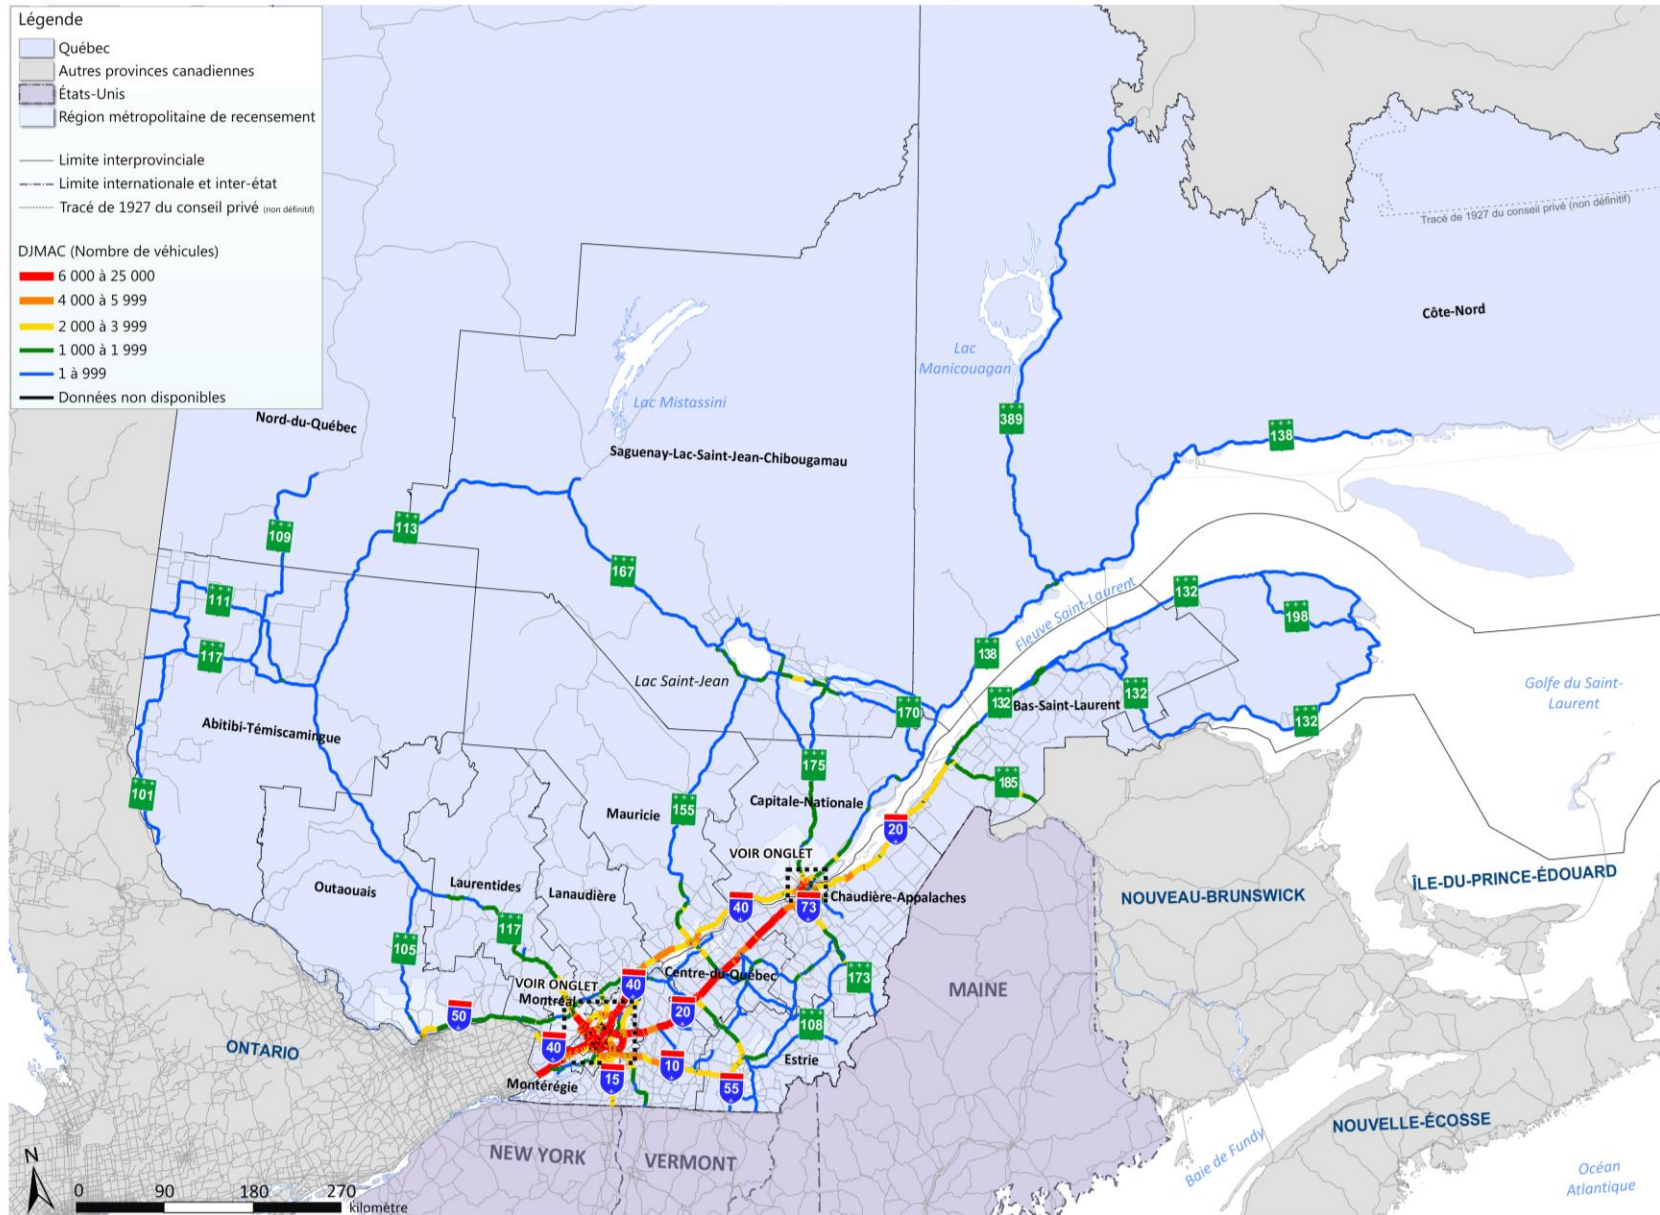 Légende
Québec
Autres provinces canadiennes
États-Unis
Région métropolitaine de recensement
Limite interprovinciale
Limite internationale et inter-état
Tracé de 1927 du conseil privé (non définitif)
DJMAC (Nombre de véhicules)
6 000 à 25 000
4 000 à 5 999
2 000 à 3 999
1 000 à 1 999
1 à 999
Données non disponibles
Tracé de 1927 du conseil privé (non définitif)
Côte-Nord
Lac
Manicouagan
Lac Mistassini
389
138
Nord-du-Québec
Saguenay-Lac-Saint-Jean-Chibougamau
109
113
167
111
117
Fleuve Saint-Laurent
132
198
138
Lac Saint-Jean
170
132
Bas-Saint-Laurent
132
132
Golfe du Saint-
Laurent
Abitibi-Témiscamingue
101
175
185
Mauricie
155
Capitale-Nationale
20
VOIR ONGLET
Outaouais
Laurentides
Lanaudière
40
73
Chaudière-Appalaches
NOUVEAU-BRUNSWICK
ÎLE-DU-PRINCE-ÉDOUARD
105
117
Centre-du-Québec
173
VOIR ONGLET
Montréal
40
MAINE
50
20
108
ONTARIO
40
10
Estrie
Montérégie
15
55
NEW YORK
VERMONT
NOUVELLE-ÉCOSSE
Baie de Fundy
Océan
Atlantique
N
0 90 180 270
kilomètre